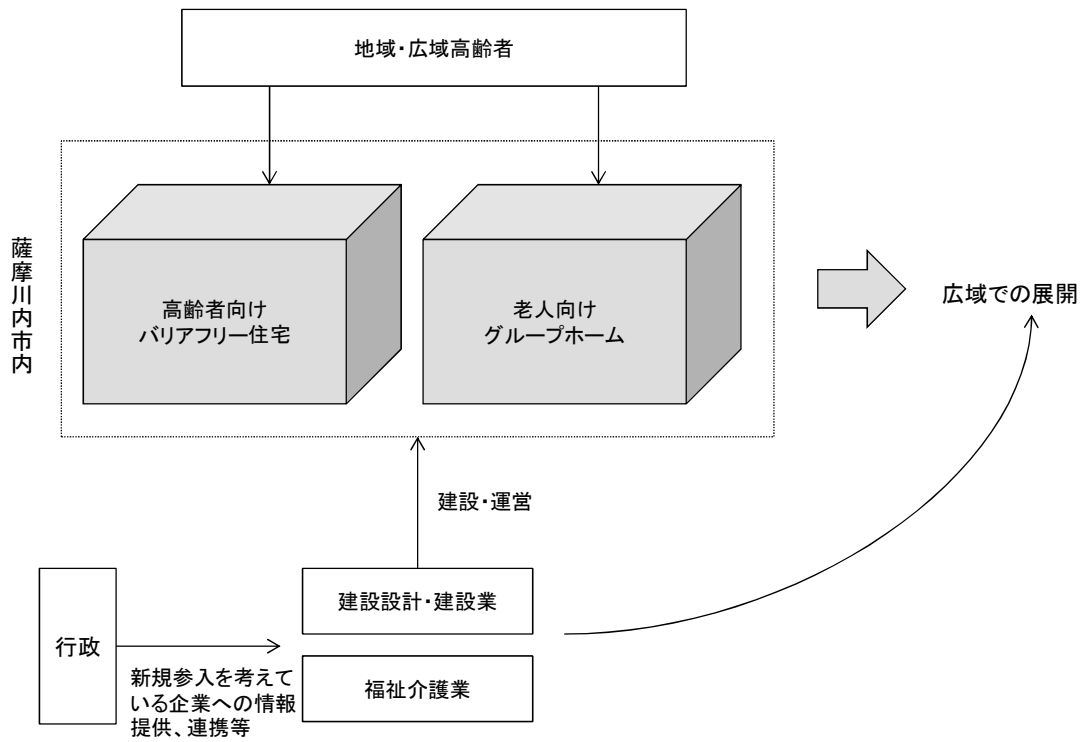 地域・広域高齢者
薩摩川内市内
高齢者向け
バリアフリー住宅
老人向け
グループホーム
広域での展開
建設・運営
建設設計・建設業
行政
新規参入を考えて
いる企業への情報
提供、連携等
福祉介護業